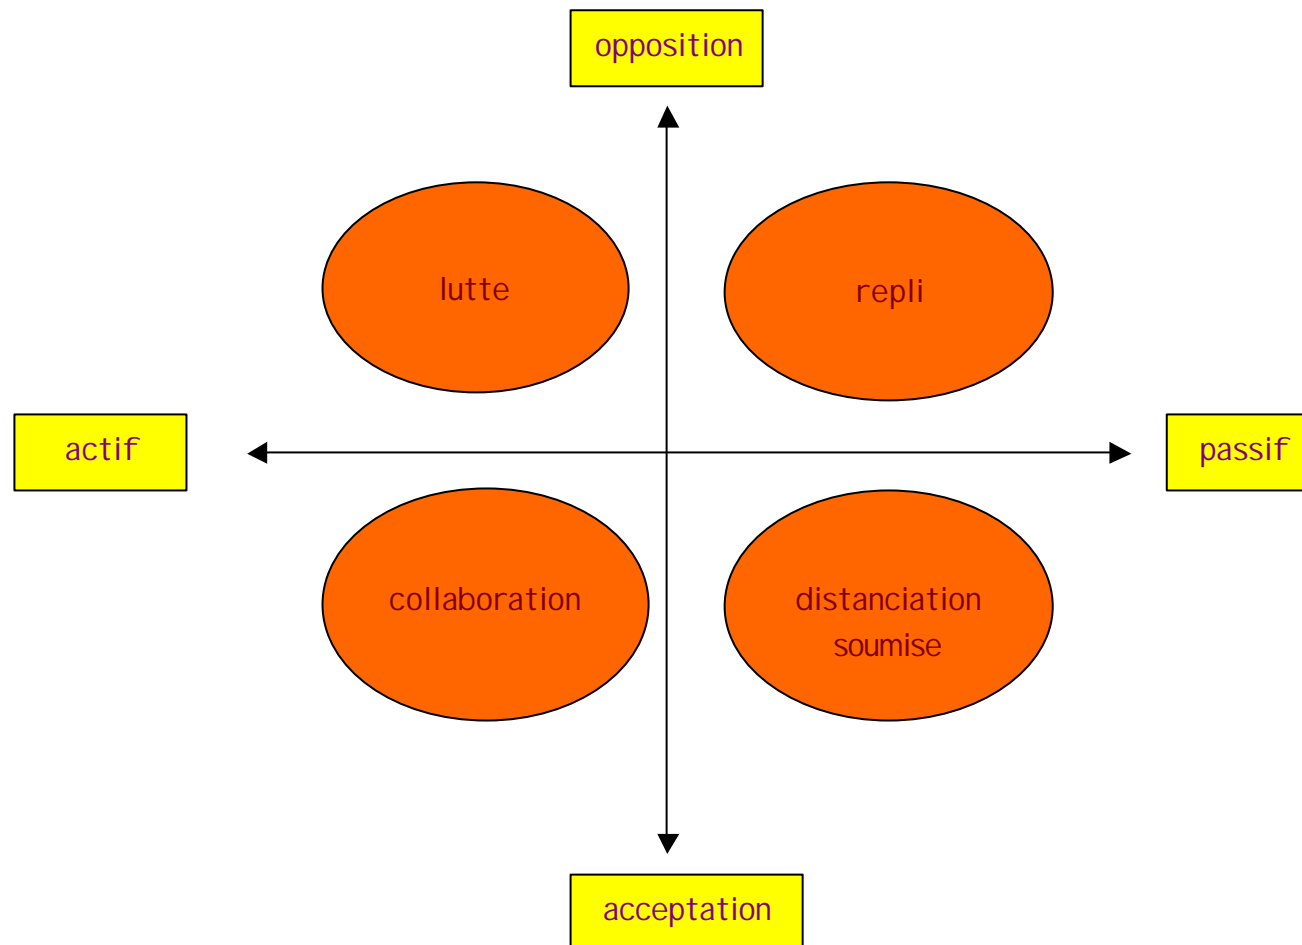 opposition
lutte
repli
actif
passif
collaboration
distanciation
soumise
acceptation